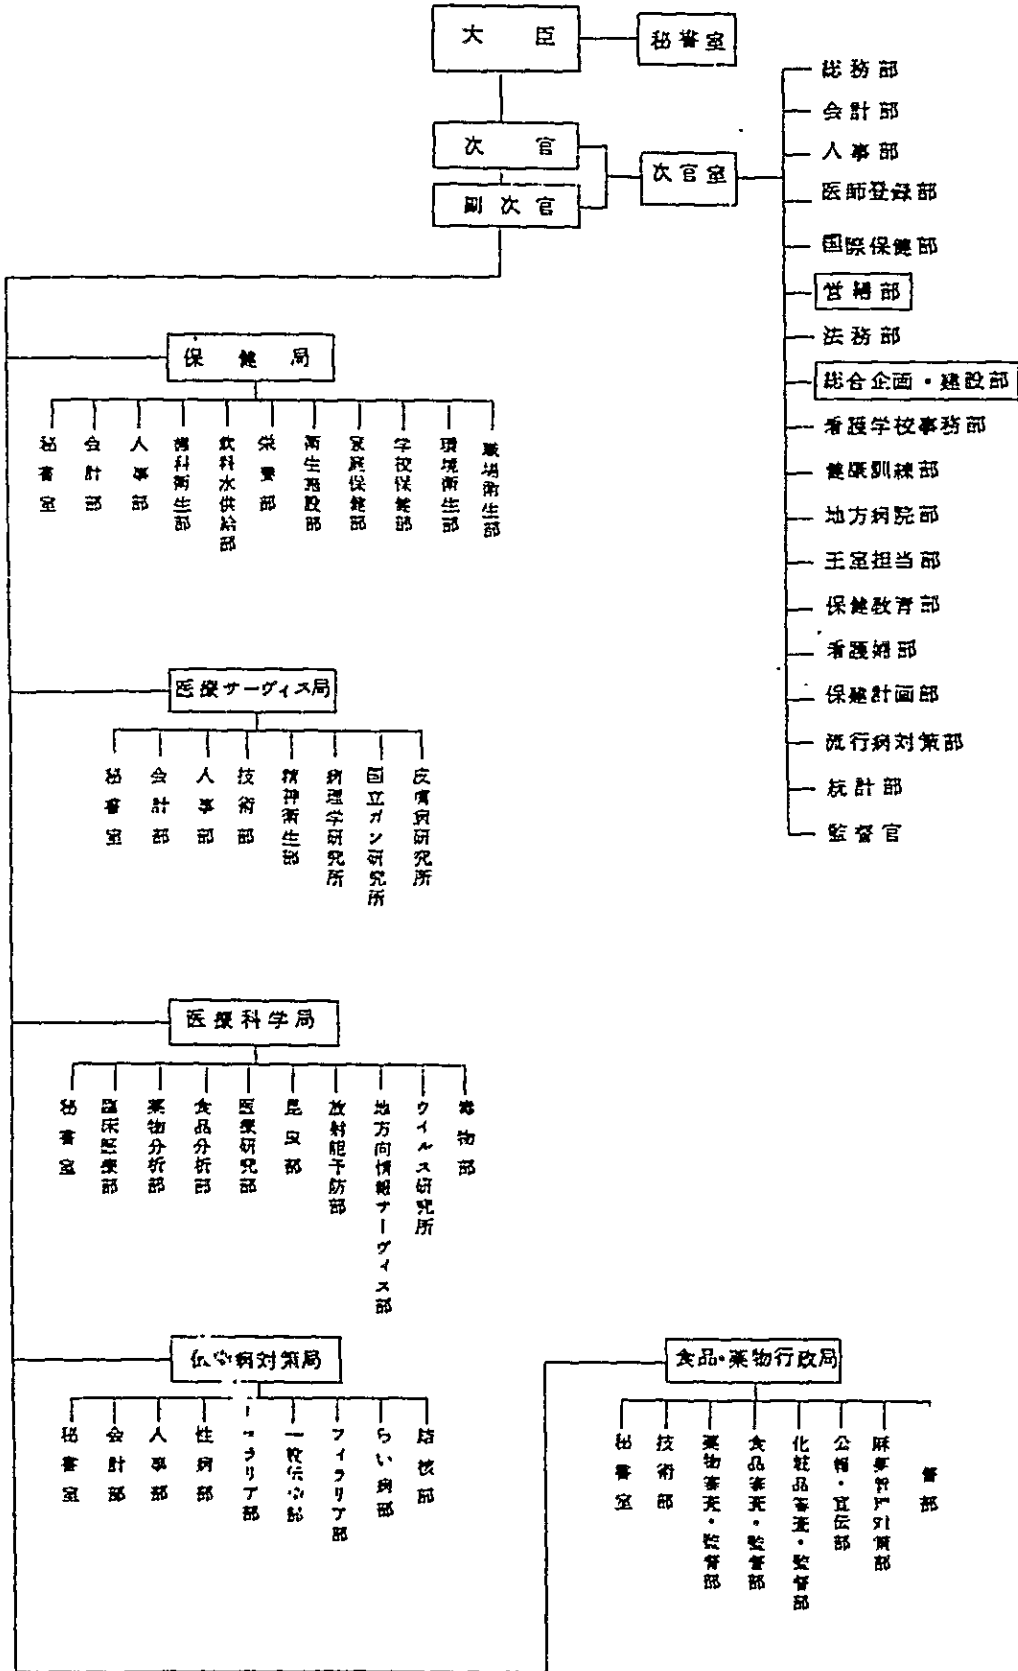 大臣
秘書室
次官
副次官
次官室
総務部
会計部
人事部
医師登録部
国際保健部
営繕部
法務部
総合企画・建設部
看護学校事務部
健康訓練部
地方病院部
王室担当部
保健教育部
看護婦部
保健計画部
流行病対策部
統計部
監督官
保健局
秘書室
会計部
人事部
歯科衛生部
飲料水供給部
栄養部
衛生施設部
家庭保健部
学校保健部
環境衛生部
職場衛生部
医療サーヴィス局
秘書室
会計部
人事部
技術部
精神衛生部
病理学研究所
国立ガン研究所
皮膚病研究所
医療科学局
秘書室
臨床医療部
薬物分析部
食品分析部
医療研究部
昆虫部
放射能予防部
地方向情報サーヴィス部
ウイルス研究所
毒物部
伝染病対策局
秘書室
会計部
人事部
性病部
ラリア部
一般伝染部
フィラリア部
らい病部
結核部
食品・薬物行政局
秘書室
技術部
薬物審査・監督部
食品審査・監督部
化粧品審査・監督部
公報・宣伝部
対策部
督部